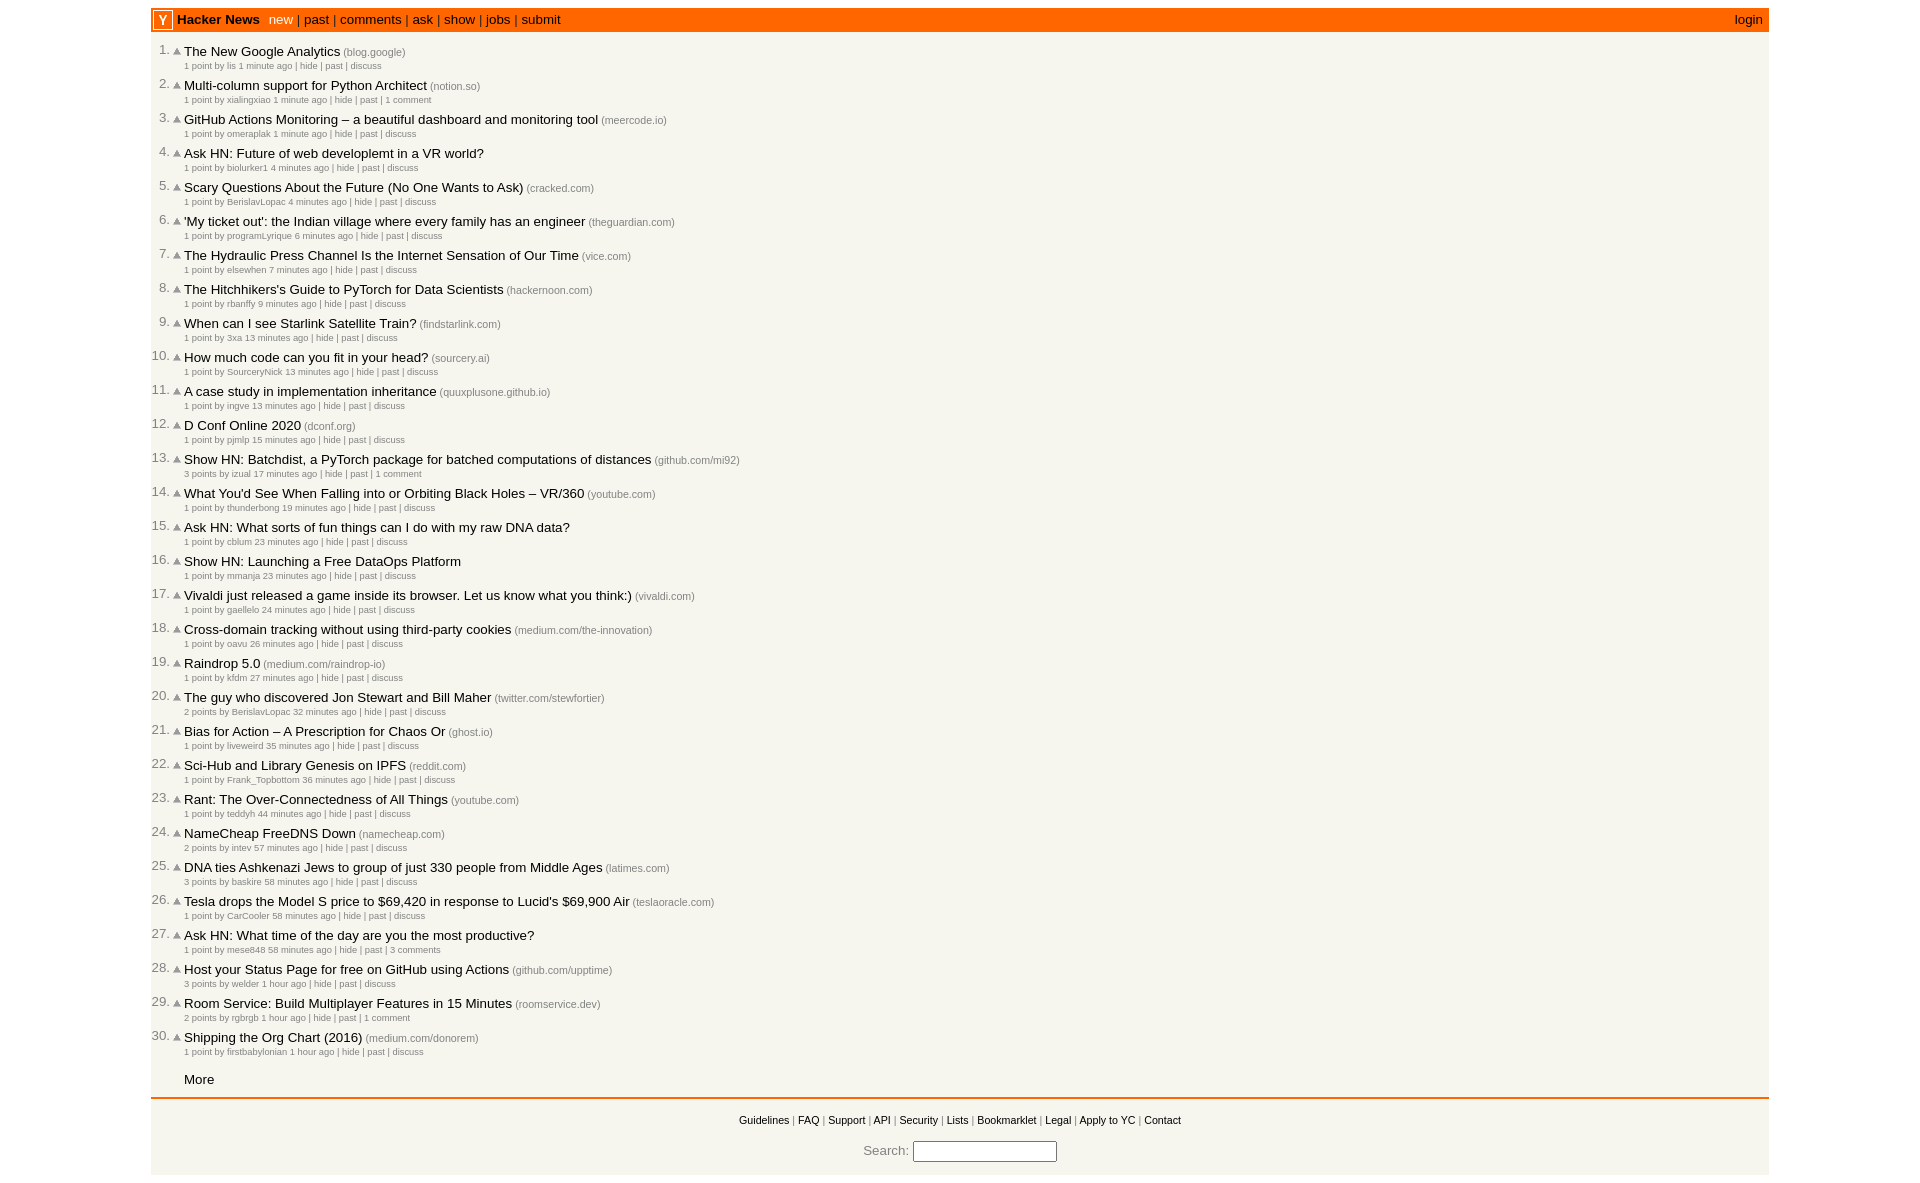 Y Hacker News new | past | comments | ask | show | jobs | submit login
1. The New Google Analytics (blog.google)
1 point by lis 1 minute ago | hide | past | discuss
2. Multi-column support for Python Architect (notion.so)
1 point by xialingxiao 1 minute ago | hide | past | 1 comment
3. GitHub Actions Monitoring – a beautiful dashboard and monitoring tool (meercode.io)
1 point by omeraplak 1 minute ago | hide | past | discuss
4. Ask HN: Future of web developlemt in a VR world?
1 point by biolurker1 4 minutes ago | hide | past | discuss
5. Scary Questions About the Future (No One Wants to Ask) (cracked.com)
1 point by BerislavLopac 4 minutes ago | hide | past | discuss
6. 'My ticket out': the Indian village where every family has an engineer (theguardian.com)
1 point by programLyrique 6 minutes ago | hide | past | discuss
7. The Hydraulic Press Channel Is the Internet Sensation of Our Time (vice.com)
1 point by elsewhen 7 minutes ago | hide | past | discuss
8. The Hitchhikers's Guide to PyTorch for Data Scientists (hackernoon.com)
1 point by rbanffy 9 minutes ago | hide | past | discuss
9. When can I see Starlink Satellite Train? (findstarlink.com)
1 point by 3xa 13 minutes ago | hide | past | discuss
10. How much code can you fit in your head? (sourcery.ai)
1 point by SourceryNick 13 minutes ago | hide | past | discuss
11. A case study in implementation inheritance (quuxplusone.github.io)
1 point by ingve 13 minutes ago | hide | past | discuss
12. D Conf Online 2020 (dconf.org)
1 point by pjmlp 15 minutes ago | hide | past | discuss
13. Show HN: Batchdist, a PyTorch package for batched computations of distances (github.com/mi92)
3 points by izual 17 minutes ago | hide | past | 1 comment
14. What You'd See When Falling into or Orbiting Black Holes – VR/360 (youtube.com)
1 point by thunderbong 19 minutes ago | hide | past | discuss
15. Ask HN: What sorts of fun things can I do with my raw DNA data?
1 point by cblum 23 minutes ago | hide | past | discuss
16. Show HN: Launching a Free DataOps Platform
1 point by mmanja 23 minutes ago | hide | past | discuss
17. Vivaldi just released a game inside its browser. Let us know what you think:) (vivaldi.com)
1 point by gaellelo 24 minutes ago | hide | past | discuss
18. Cross-domain tracking without using third-party cookies (medium.com/the-innovation)
1 point by oavu 26 minutes ago | hide | past | discuss
19. Raindrop 5.0 (medium.com/raindrop-io)
1 point by kfdm 27 minutes ago | hide | past | discuss
20. The guy who discovered Jon Stewart and Bill Maher (twitter.com/stewfortier)
2 points by BerislavLopac 32 minutes ago | hide | past | discuss
21. Bias for Action – A Prescription for Chaos Or (ghost.io)
1 point by liveweird 35 minutes ago | hide | past | discuss
22. Sci-Hub and Library Genesis on IPFS (reddit.com)
1 point by Frank_Topbottom 36 minutes ago | hide | past | discuss
23. Rant: The Over-Connectedness of All Things (youtube.com)
1 point by teddyh 44 minutes ago | hide | past | discuss
24. NameCheap FreeDNS Down (namecheap.com)
2 points by intev 57 minutes ago | hide | past | discuss
25. DNA ties Ashkenazi Jews to group of just 330 people from Middle Ages (latimes.com)
3 points by baskire 58 minutes ago | hide | past | discuss
26. Tesla drops the Model S price to $69,420 in response to Lucid's $69,900 Air (teslaoracle.com)
1 point by CarCooler 58 minutes ago | hide | past | discuss
27. Ask HN: What time of the day are you the most productive?
1 point by mese848 58 minutes ago | hide | past | 3 comments
28. Host your Status Page for free on GitHub using Actions (github.com/upptime)
3 points by welder 1 hour ago | hide | past | discuss
29. Room Service: Build Multiplayer Features in 15 Minutes (roomservice.dev)
2 points by rgbrgb 1 hour ago | hide | past | 1 comment
30. Shipping the Org Chart (2016) (medium.com/donorem)
1 point by firstbabylonian 1 hour ago | hide | past | discuss
More
Guidelines | FAQ | Support | API | Security | Lists | Bookmarklet | Legal | Apply to YC | Contact
Search: